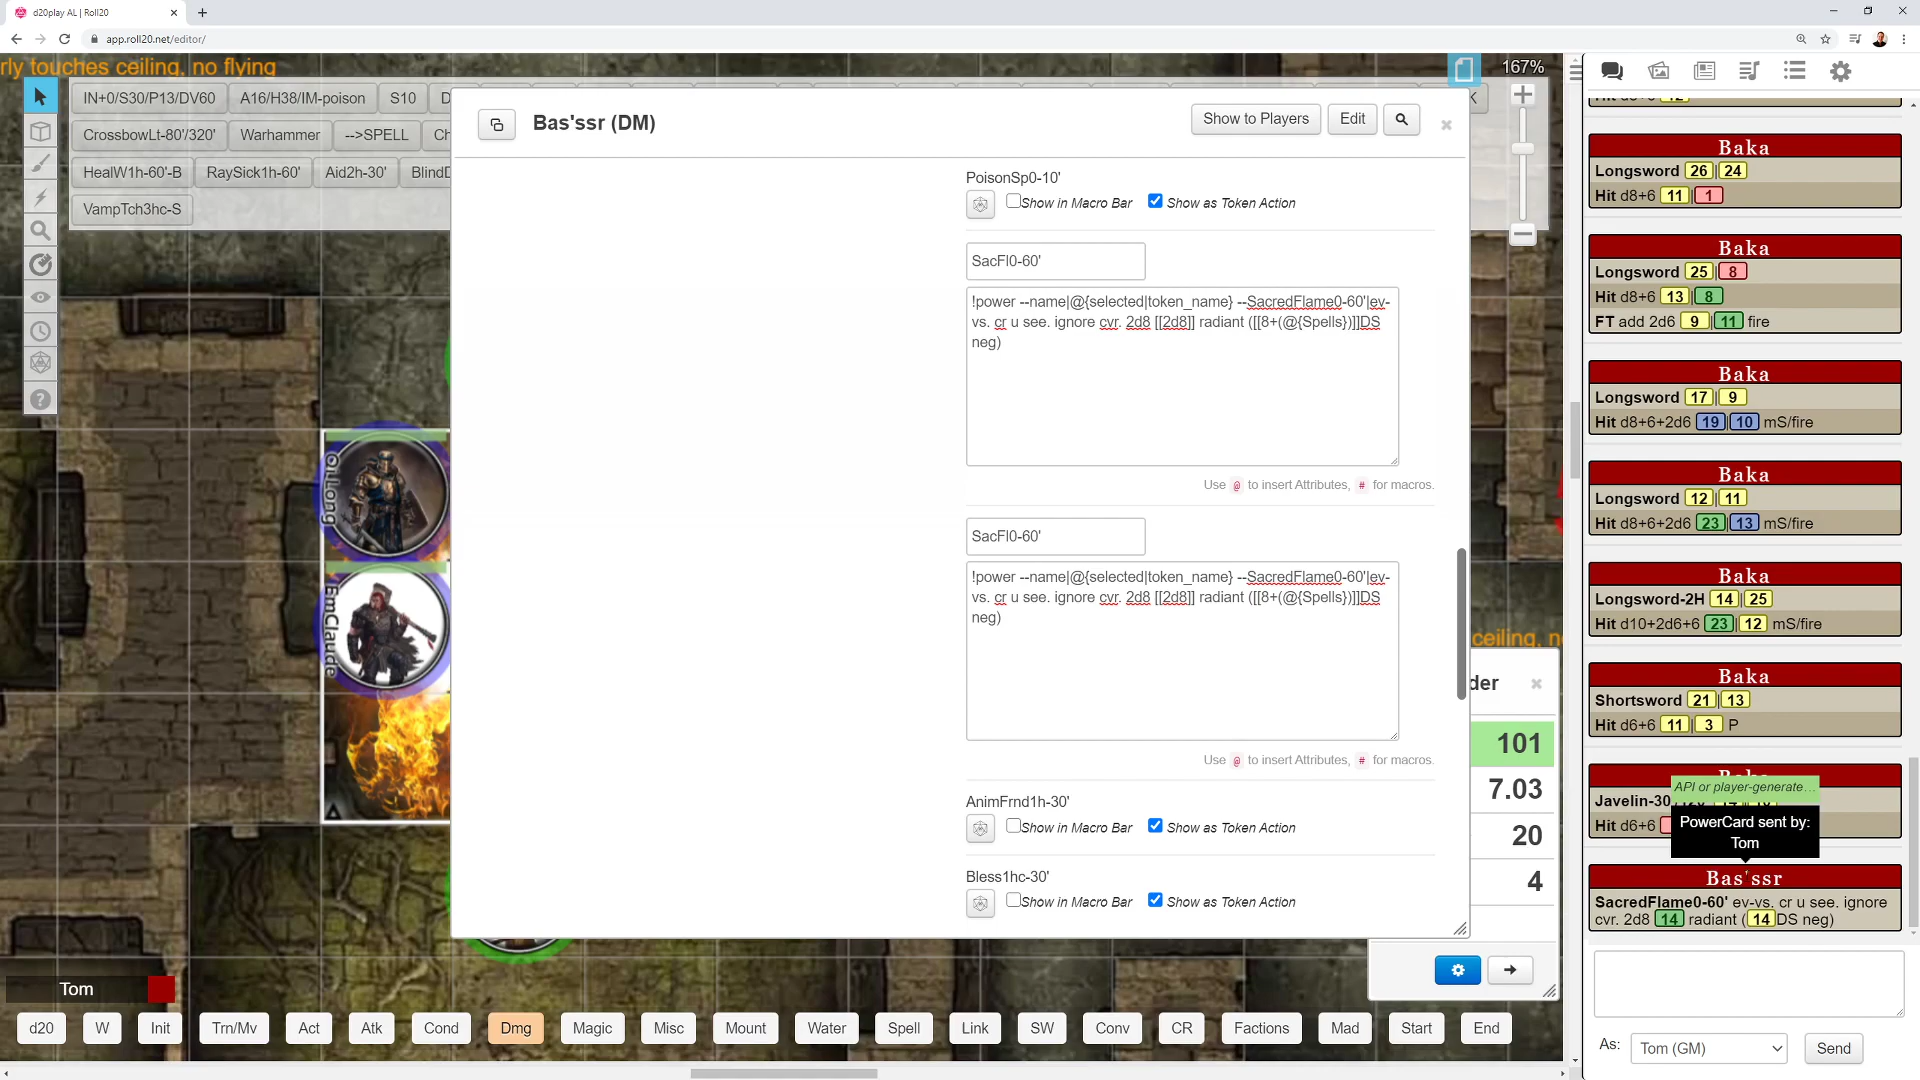 d20play AL | Roll20
app.roll20.net/editor/
rly touches ceiling, no flying
167%
IN+0/S30/P13/DV60
A16/H38/IM-poison
S10
CrossbowLt-80'/320'
Warhammer
-->SPELL
HealW1h-60'-B
RaySick1h-60'
Aid2h-30'
VampTch3hc-S
Bas'ssr (DM)
Show to Players
Edit
PoisonSp0-10'
Show in Macro Bar
Show as Token Action
SacFl0-60'
!power --name|@{selected|token_name} --SacredFlame0-60'|ev-
vs. cr u see. ignore cvr. 2d8 [[2d8]] radiant ([[8+(@{Spells})]]DS
neg)
Use @ to insert Attributes, # for macros.
SacFl0-60'
!power --name|@{selected|token_name} --SacredFlame0-60'|ev-
vs. cr u see. ignore cvr. 2d8 [[2d8]] radiant ([[8+(@{Spells})]]DS
neg)
Use @ to insert Attributes, # for macros.
AnimFrnd1h-30'
Show in Macro Bar
Show as Token Action
Bless1hc-30'
Show in Macro Bar
Show as Token Action
QiLong
EmClaude
ceiling, n
der
101
7.03
20
4
Baka
Longsword 26|24
Hit d8+6 11|1
Baka
Longsword 25|8
Hit d8+6 13|8
FT add 2d6 9|11 fire
Baka
Longsword 17|9
Hit d8+6+2d6 19|10 mS/fire
Baka
Longsword 12|11
Hit d8+6+2d6 23|13 mS/fire
Baka
Longsword-2H 14|25
Hit d10+2d6+6 23|12 mS/fire
Baka
Shortsword 21|13
Hit d6+6 11|3 P
API or player-generate...
Hit d6+6
PowerCard sent by:
Tom
Bas'ssr
SacredFlame0-60' ev-vs. cr u see. ignore
cvr. 2d8 14 radiant (14 DS neg)
Tom
d20
W
Init
Trn/Mv
Act
Atk
Cond
Dmg
Magic
Misc
Mount
Water
Spell
Link
SW
Conv
CR
Factions
Mad
Start
End
As:
Tom (GM)
Send